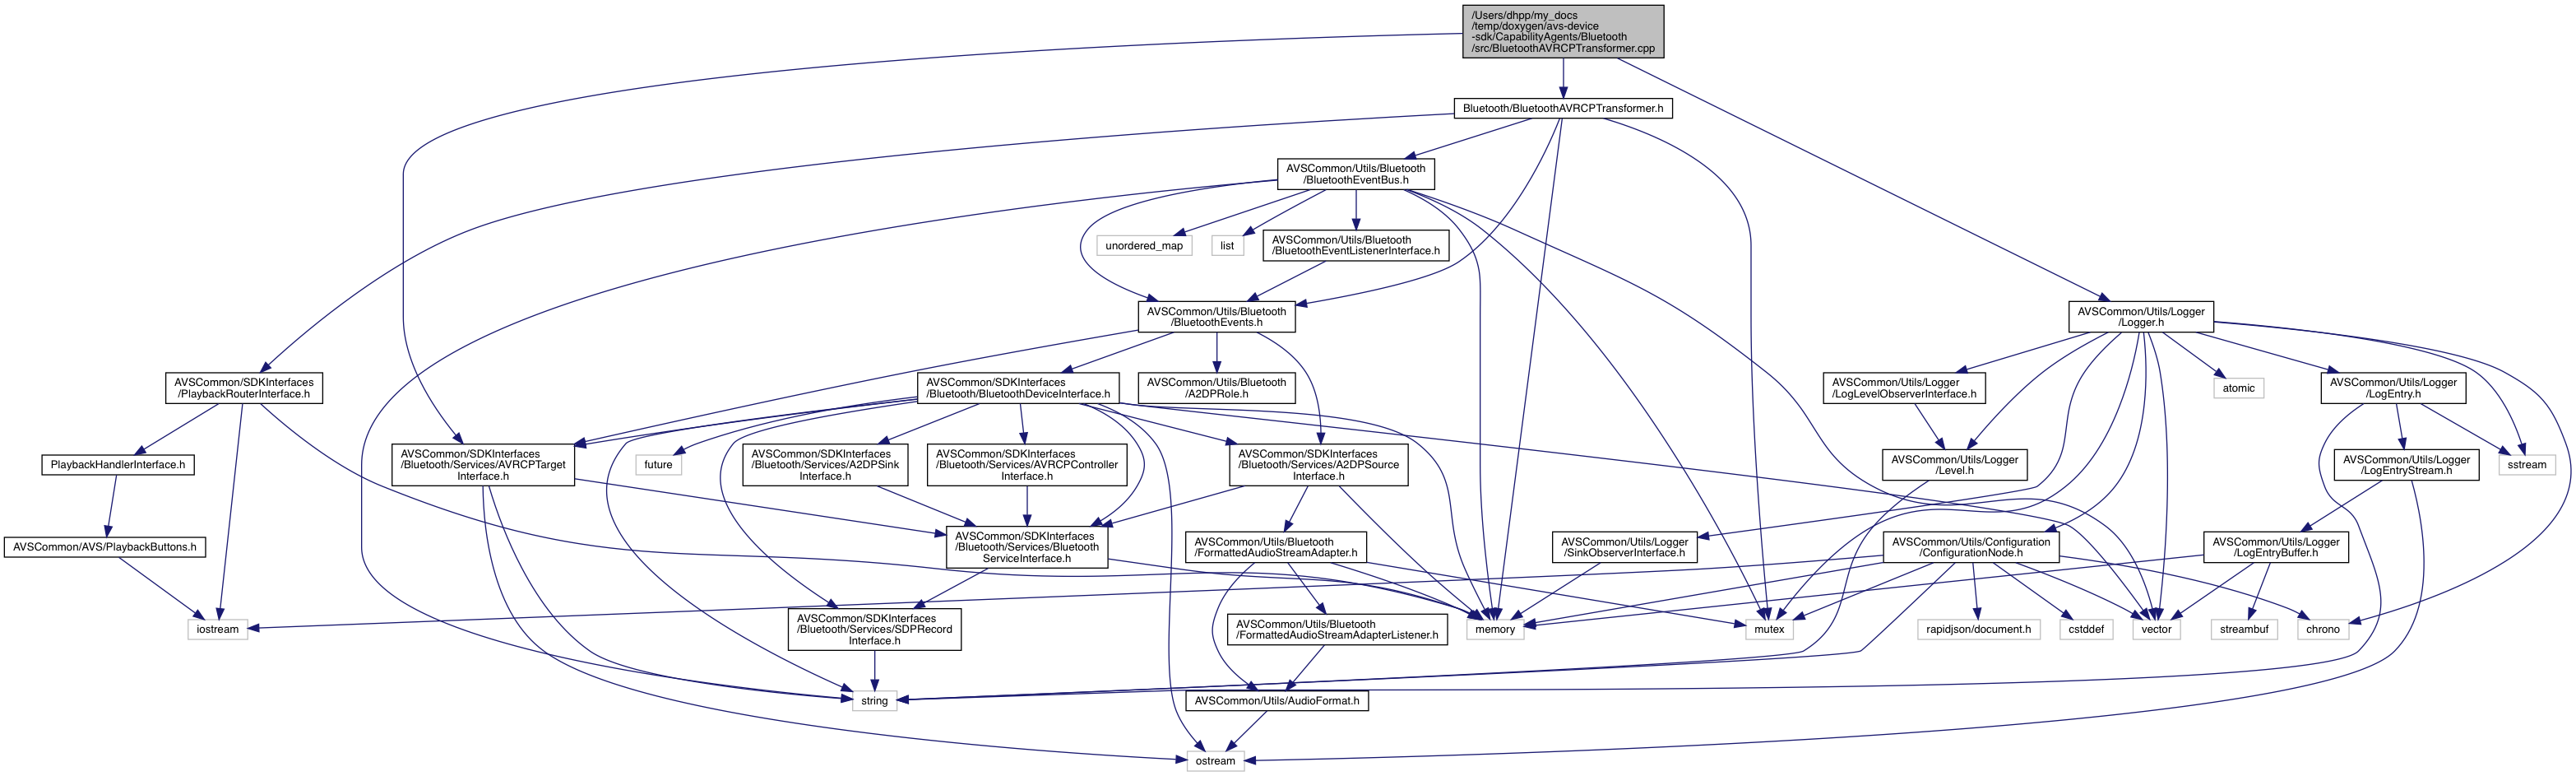 /Users/dhpp/my_docs
/temp/doxygen/avs-device
-sdk/CapabilityAgents/Bluetooth
/src/BluetoothAVRCPTransformer.cpp
Bluetooth/BluetoothAVRCPTransformer.h
AVSCommon/Utils/Bluetooth
/BluetoothEventBus.h
unordered_map
list
AVSCommon/Utils/Bluetooth
/BluetoothEventListenerInterface.h
AVSCommon/Utils/Bluetooth
/BluetoothEvents.h
AVSCommon/Utils/Logger
/Logger.h
AVSCommon/SDKInterfaces
/PlaybackRouterInterface.h
AVSCommon/SDKInterfaces
/Bluetooth/BluetoothDeviceInterface.h
AVSCommon/Utils/Bluetooth
/A2DPRole.h
AVSCommon/Utils/Logger
/LogLevelObserverInterface.h
atomic
AVSCommon/Utils/Logger
/LogEntry.h
PlaybackHandlerInterface.h
AVSCommon/SDKInterfaces
/Bluetooth/Services/AVRCPTarget
Interface.h
future
AVSCommon/SDKInterfaces
/Bluetooth/Services/A2DPSink
Interface.h
AVSCommon/SDKInterfaces
/Bluetooth/Services/AVRCPController
Interface.h
AVSCommon/SDKInterfaces
/Bluetooth/Services/A2DPSource
Interface.h
AVSCommon/Utils/Logger
/Level.h
AVSCommon/Utils/Logger
/LogEntryStream.h
sstream
AVSCommon/AVS/PlaybackButtons.h
AVSCommon/SDKInterfaces
/Bluetooth/Services/Bluetooth
ServiceInterface.h
AVSCommon/Utils/Bluetooth
/FormattedAudioStreamAdapter.h
AVSCommon/Utils/Logger
/SinkObserverInterface.h
AVSCommon/Utils/Configuration
/ConfigurationNode.h
AVSCommon/Utils/Logger
/LogEntryBuffer.h
iostream
AVSCommon/SDKInterfaces
/Bluetooth/Services/SDPRecord
Interface.h
AVSCommon/Utils/Bluetooth
/FormattedAudioStreamAdapterListener.h
memory
mutex
rapidjson/document.h
cstddef
vector
streambuf
chrono
string
AVSCommon/Utils/AudioFormat.h
ostream